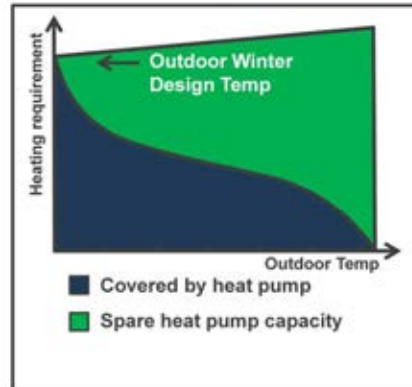 Heating requirement
Outdoor Winter
Design Temp
Outdoor Temp
Covered by heat pump
Spare heat pump capacity